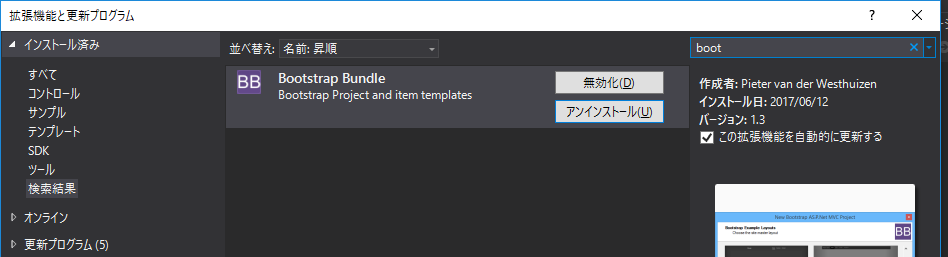 拡張機能と更新プログラム
?
インストール済み
すべて
コントロール
サンプル
テンプレート
SDK
ツール
検索結果
オンライン
更新プログラム (5)
並べ替え: 名前: 昇順
BB
Bootstrap Bundle
Bootstrap Project and item templates
無効化(D)
アンインストール(U)
boot
作成者: Pieter van der Westhuizen
インストール日: 2017/06/12
バージョン: 1.3
この拡張機能を自動的に更新する
New Bootstrap ASP.Net MVC Project
Bootstrap Example Layouts
Choose the site master layout
BB